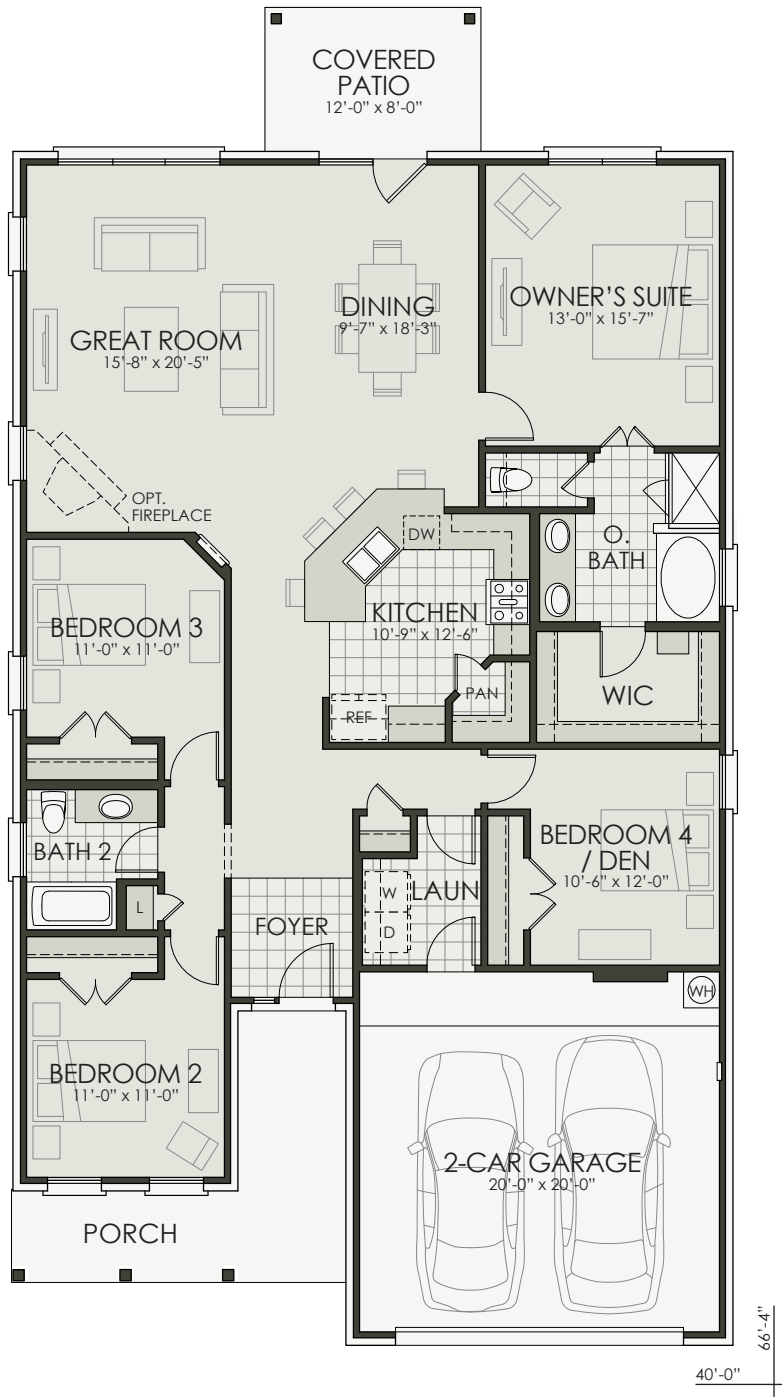 COVERED
PATIO
12'-0" x 8'-0"
OWNER'S SUITE
13'-0" x 15'-7"
DINING
9'-7" x 18'-3"
GREAT ROOM
15'-8" x 20'-5"
OPT.
FIREPLACE
DW
O.
BATH
KITCHEN
10'-9" x 12'-6"
BEDROOM 3
11'-0" x 11'-0"
PAN
WIC
REF
BEDROOM 4
/ DEN
10'-6" x 12'-0"
BATH 2
W
LAUN
L
D
FOYER
WH
BEDROOM 2
11'-0" x 11'-0"
2-CAR GARAGE
20'-0" x 20'-0"
PORCH
66'-4"
40'-0"